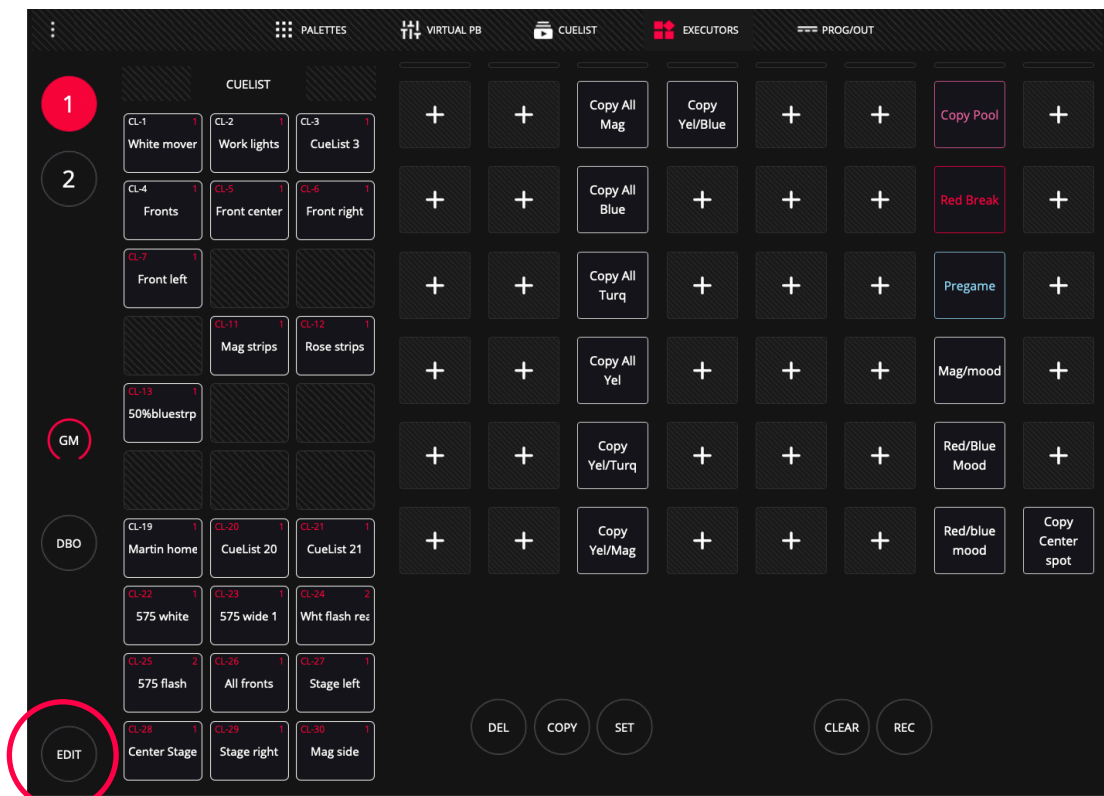 PALETTES
VIRTUAL PB
CUELIST
EXECUTORS
PROG/OUT
1
2
GM
DBO
EDIT
CUELIST
CL-1 1
White mover
CL-2 1
Work lights
CL-3 1
CueList 3
CL-4 1
Fronts
CL-5 1
Front center
CL-6 1
Front right
CL-7 1
Front left
CL-11 1
Mag strips
CL-12 1
Rose strips
CL-13 1
50%bluestrp
CL-19 1
Martin home
CL-20 1
CueList 20
CL-21 1
CueList 21
CL-22 1
575 white
CL-23 1
575 wide 1
CL-24 2
Wht flash rea
CL-25 2
575 flash
CL-26 1
All fronts
CL-27 1
Stage left
CL-28 1
Center Stage
CL-29 1
Stage right
CL-30 1
Mag side
+ +
Copy All
Mag
Copy
Yel/Blue
+ +
Copy Pool
+
+ +
Copy All
Blue
+ + +
Red Break
+
+ +
Copy All
Turq
+ + +
Pregame
+
+ +
Copy All
Yel
+ + +
Mag/mood
+
+ +
Copy
Yel/Turq
+ + +
Red/Blue
Mood
+
+ +
Copy
Yel/Mag
+ + +
Red/blue
mood
Copy
Center
spot
DEL
COPY
SET
CLEAR
REC